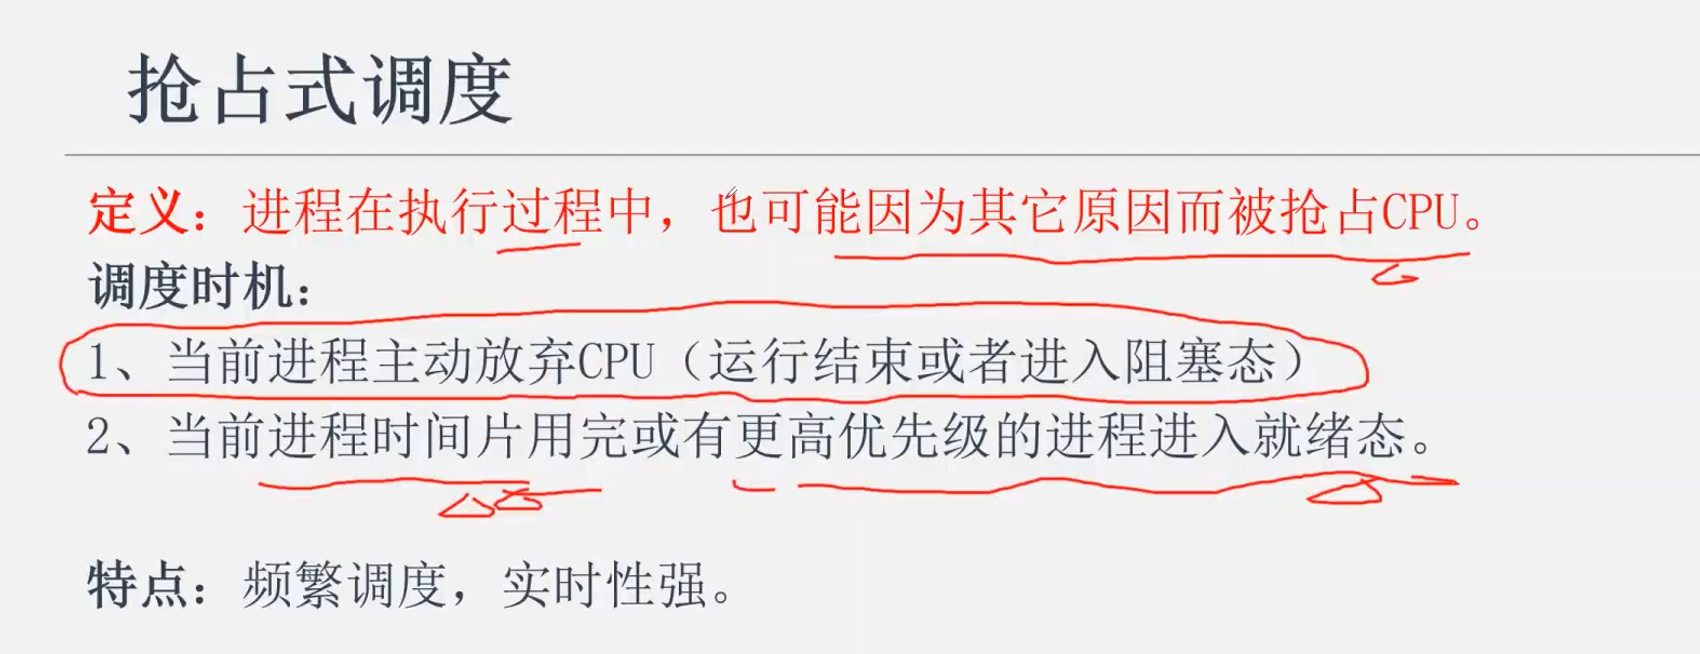 抢占式调度
定义：进程在执行过程中，也可能因为其它原因而被抢占CPU。
调度时机：
1、当前进程主动放弃CPU（运行结束或者进入阻塞态）
2、当前进程时间片用完或有更高优先级的进程进入就绪态。
特点：频繁调度，实时性强。